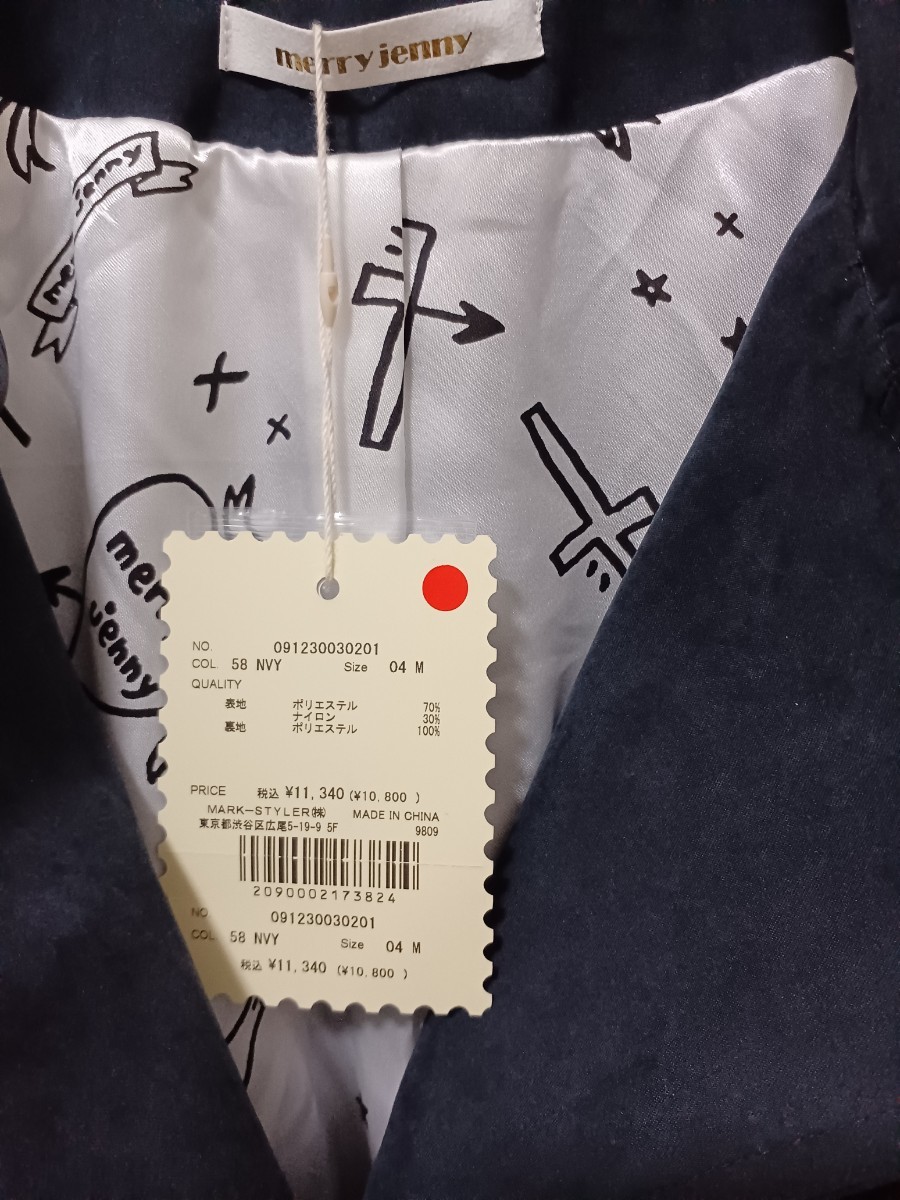 merry jenny
Jenny
me
M
mer
jenny
NO. 091230030201
COL. 58 NVY Size 04 M
QUALITY
表地 ポリエステル 70%
ナイロン 30%
裏地 ポリエステル 100%
PRICE 税込 ¥11,340 (¥10,800 )
MARK-STYLER㈱ MADE IN CHINA
東京都渋谷区広尾5-19-9 5F 9809
2090002173824
NO. 091230030201
COL. 58 NVY Size 04 M
税込 ¥11,340 (¥10,800 )